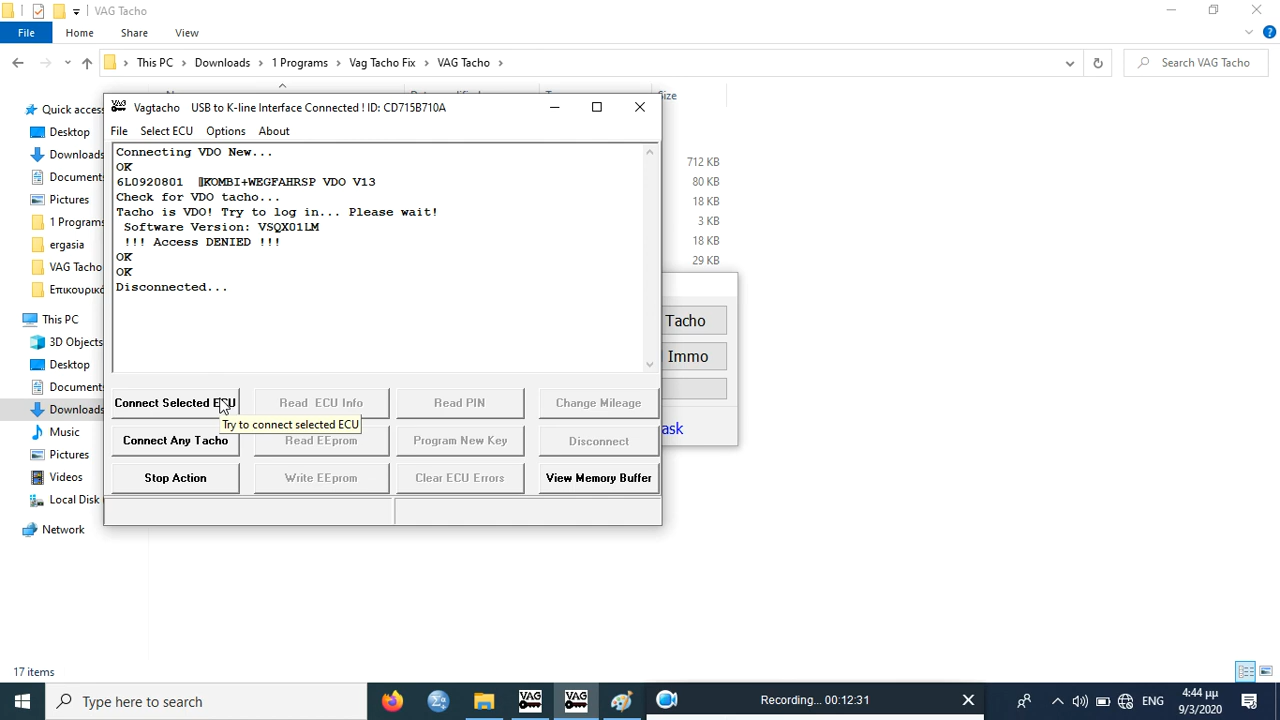 VAG Tacho
File Home Share View
This PC Downloads 1 Programs Vag Tacho Fix VAG Tacho
Search VAG Tacho
Quick access
Desktop
Downloads
Document
Pictures
1 Programs
ergasia
VAG Tacho
Επικουρικό
This PC
3D Objects
Desktop
Document
Downloads
Music
Pictures
Videos
Local Disk
Network
Size
712 KB
80 KB
18 KB
3 KB
18 KB
29 KB
Vagtacho USB to K-line Interface Connected ! ID: CD715B710A
File Select ECU Options About
Connecting VDO New...
OK
6L0920801 KOMBI+WEGFAHRSP VDO V13
Check for VDO tacho...
Tacho is VDO! Try to log in... Please wait!
Software Version: VSQX01LM
!!! Access DENIED !!!
OK
OK
Disconnected...
Connect Selected ECU Read ECU Info Read PIN Change Mileage
Try to connect selected ECU
Connect Any Tacho Read EEprom Program New Key Disconnect
Stop Action Write EEprom Clear ECU Errors View Memory Buffer
Tacho
Immo
ask
17 items
Type here to search
VAG
VAG
Recording... 00:12:31
ENG
4:44 μμ
9/3/2020